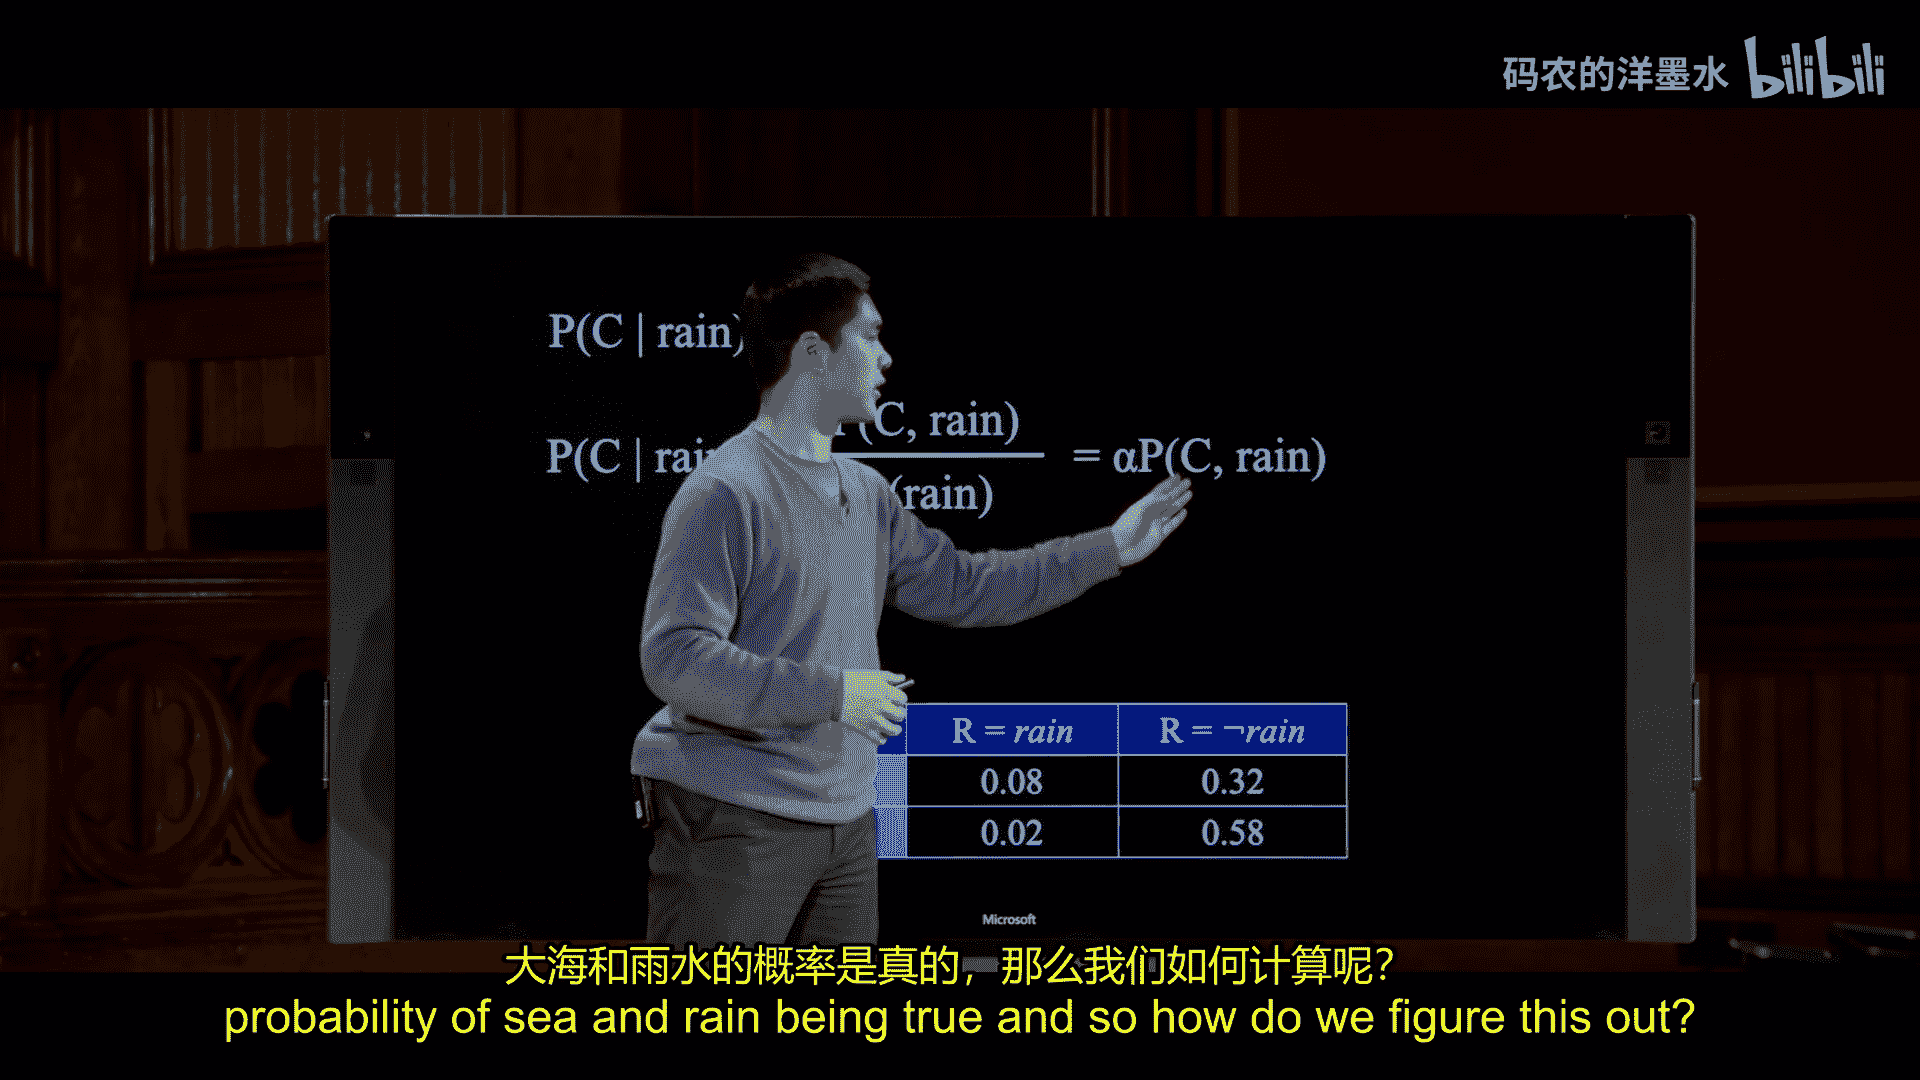 码农的洋墨水 bilibili
P(C | rain)
P(C, rain)
P(C | rain = αP(C, rain)
(rain)
R = rain R = ¬rain
0.08 0.32
0.02 0.58
Microsoft
大海和雨水的概率是真的，那么我们如何计算呢?
probability of sea and rain being true and so how do we figure this out?